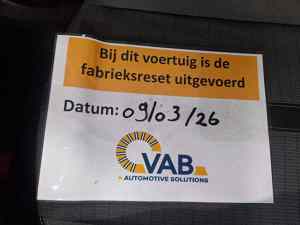 Bij dit voertuig is de
fabrieksreset uitgevoerd
Datum: 09/03/26
VAB
AUTOMOTIVE SOLUTIONS